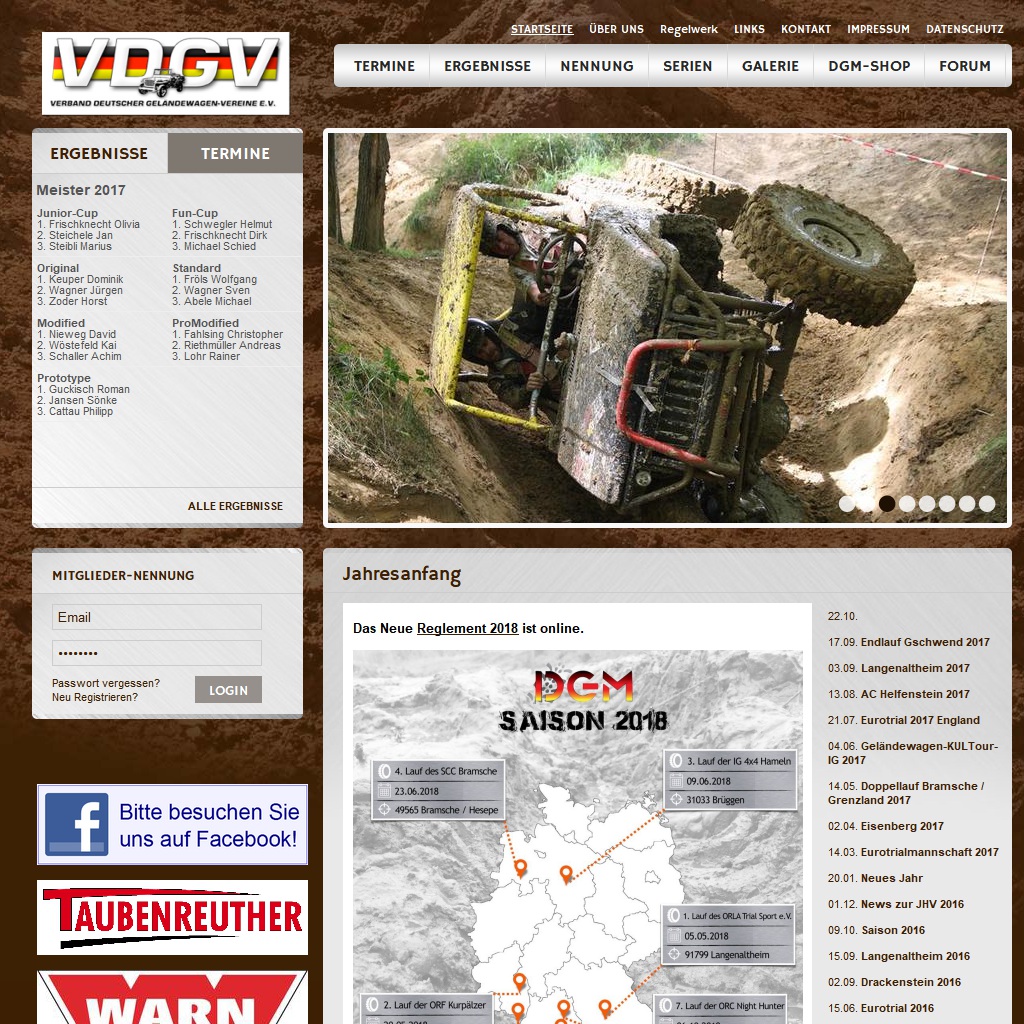 STARTSEITE ÜBER UNS Regelwerk LINKS KONTAKT IMPRESSUM DATENSCHUTZ
VDGV
VERBAND DEUTSCHER GELÄNDEWAGEN-VEREINE E.V.
TERMINE ERGEBNISSE NENNUNG SERIEN GALERIE DGM-SHOP FORUM
ERGEBNISSE TERMINE
Meister 2017
Junior-Cup
1. Frischknecht Olivia
2. Steichele Jan
3. Steibli Marius
Fun-Cup
1. Schwegler Helmut
2. Frischknecht Dirk
3. Michael Schied
Original
1. Keuper Dominik
2. Wagner Jürgen
3. Zoder Horst
Standard
1. Fröls Wolfgang
2. Wagner Sven
3. Abele Michael
Modified
1. Nieweg David
2. Wöstefeld Kai
3. Schaller Achim
ProModified
1. Fahlsing Christopher
2. Riethmüller Andreas
3. Lohr Rainer
Prototype
1. Guckisch Roman
2. Jansen Sönke
3. Cattau Philipp
ALLE ERGEBNISSE
MITGLIEDER-NENNUNG
Email
••••••••
Passwort vergessen?
Neu Registrieren?
LOGIN
f Bitte besuchen Sie
uns auf Facebook!
TAUBENREUTHER
WARN
Jahresanfang
Das Neue Reglement 2018 ist online.
DGM
SAISON 2018
4. Lauf des SCC Bramsche
23.06.2018
49565 Bramsche / Hesepe
3. Lauf der IG 4x4 Hameln
09.06.2018
31033 Brüggen
1. Lauf des ORLA Trial Sport e.V.
05.05.2018
91799 Langenaltheim
2. Lauf der ORF Kurpälzer
7. Lauf der ORC Night Hunter
22.10.
17.09. Endlauf Gschwend 2017
03.09. Langenaltheim 2017
13.08. AC Helfenstein 2017
21.07. Eurotrial 2017 England
04.06. Geländewagen-KULTour-
IG 2017
14.05. Doppellauf Bramsche /
Grenzland 2017
02.04. Eisenberg 2017
14.03. Eurotrialmannschaft 2017
20.01. Neues Jahr
01.12. News zur JHV 2016
09.10. Saison 2016
15.09. Langenaltheim 2016
02.09. Drackenstein 2016
15.06. Eurotrial 2016